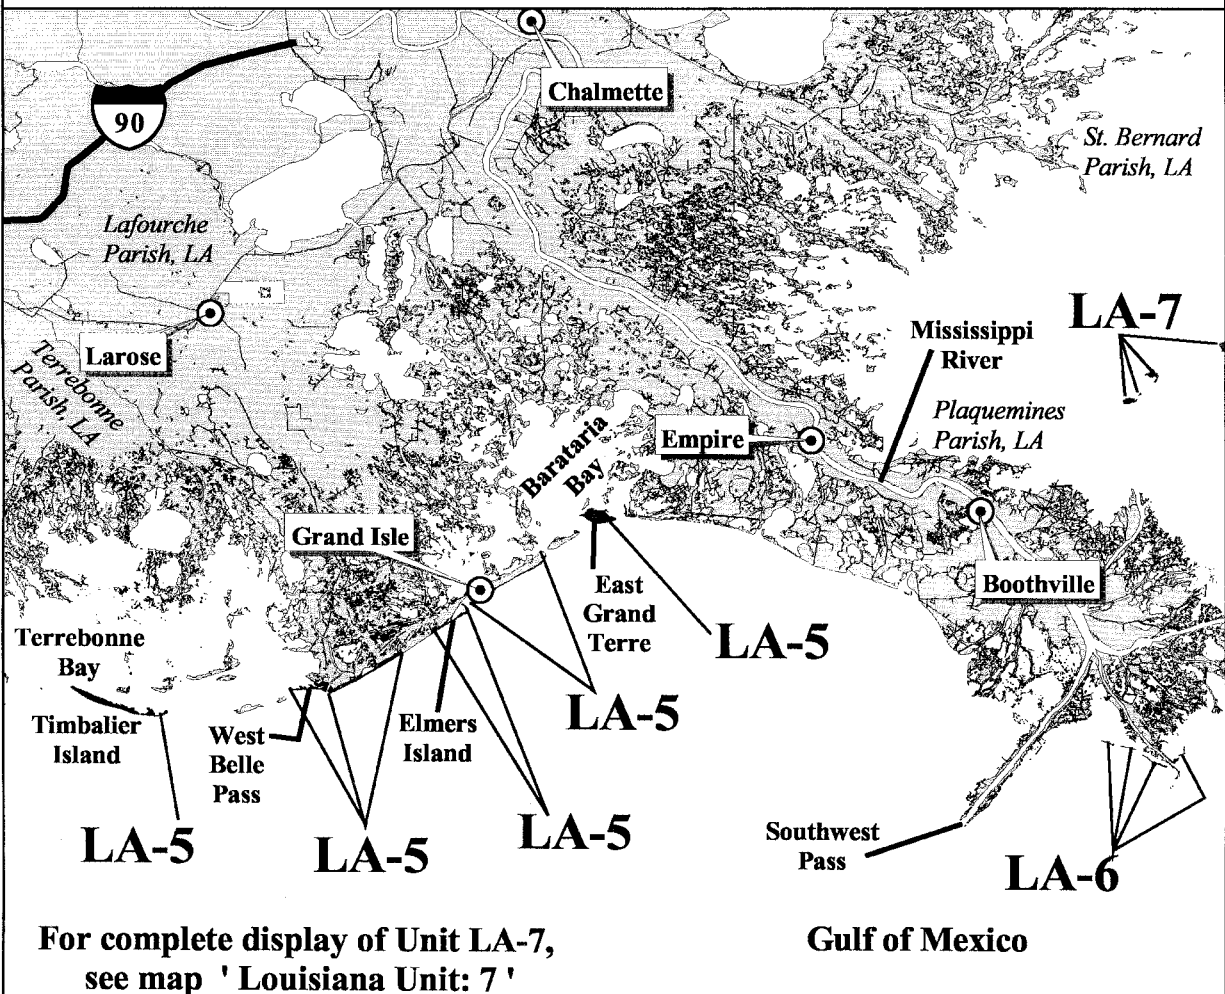 Chalmette
90
St. Bernard
Parish, LA
Lafourche
Parish, LA
LA-7
Mississippi
River
Larose
Terrebonne
Parish, LA
Plaquemines
Parish, LA
Empire
Barataria
Bay
Grand Isle
East
Grand
Terre
Boothville
LA-5
Terrebonne
Bay
LA-5
Timbalier
Island
West
Belle
Pass
Elmers
Island
LA-5
LA-5
LA-5
Southwest
Pass
LA-6
For complete display of Unit LA-7,
see map ' Louisiana Unit: 7 '
Gulf of Mexico